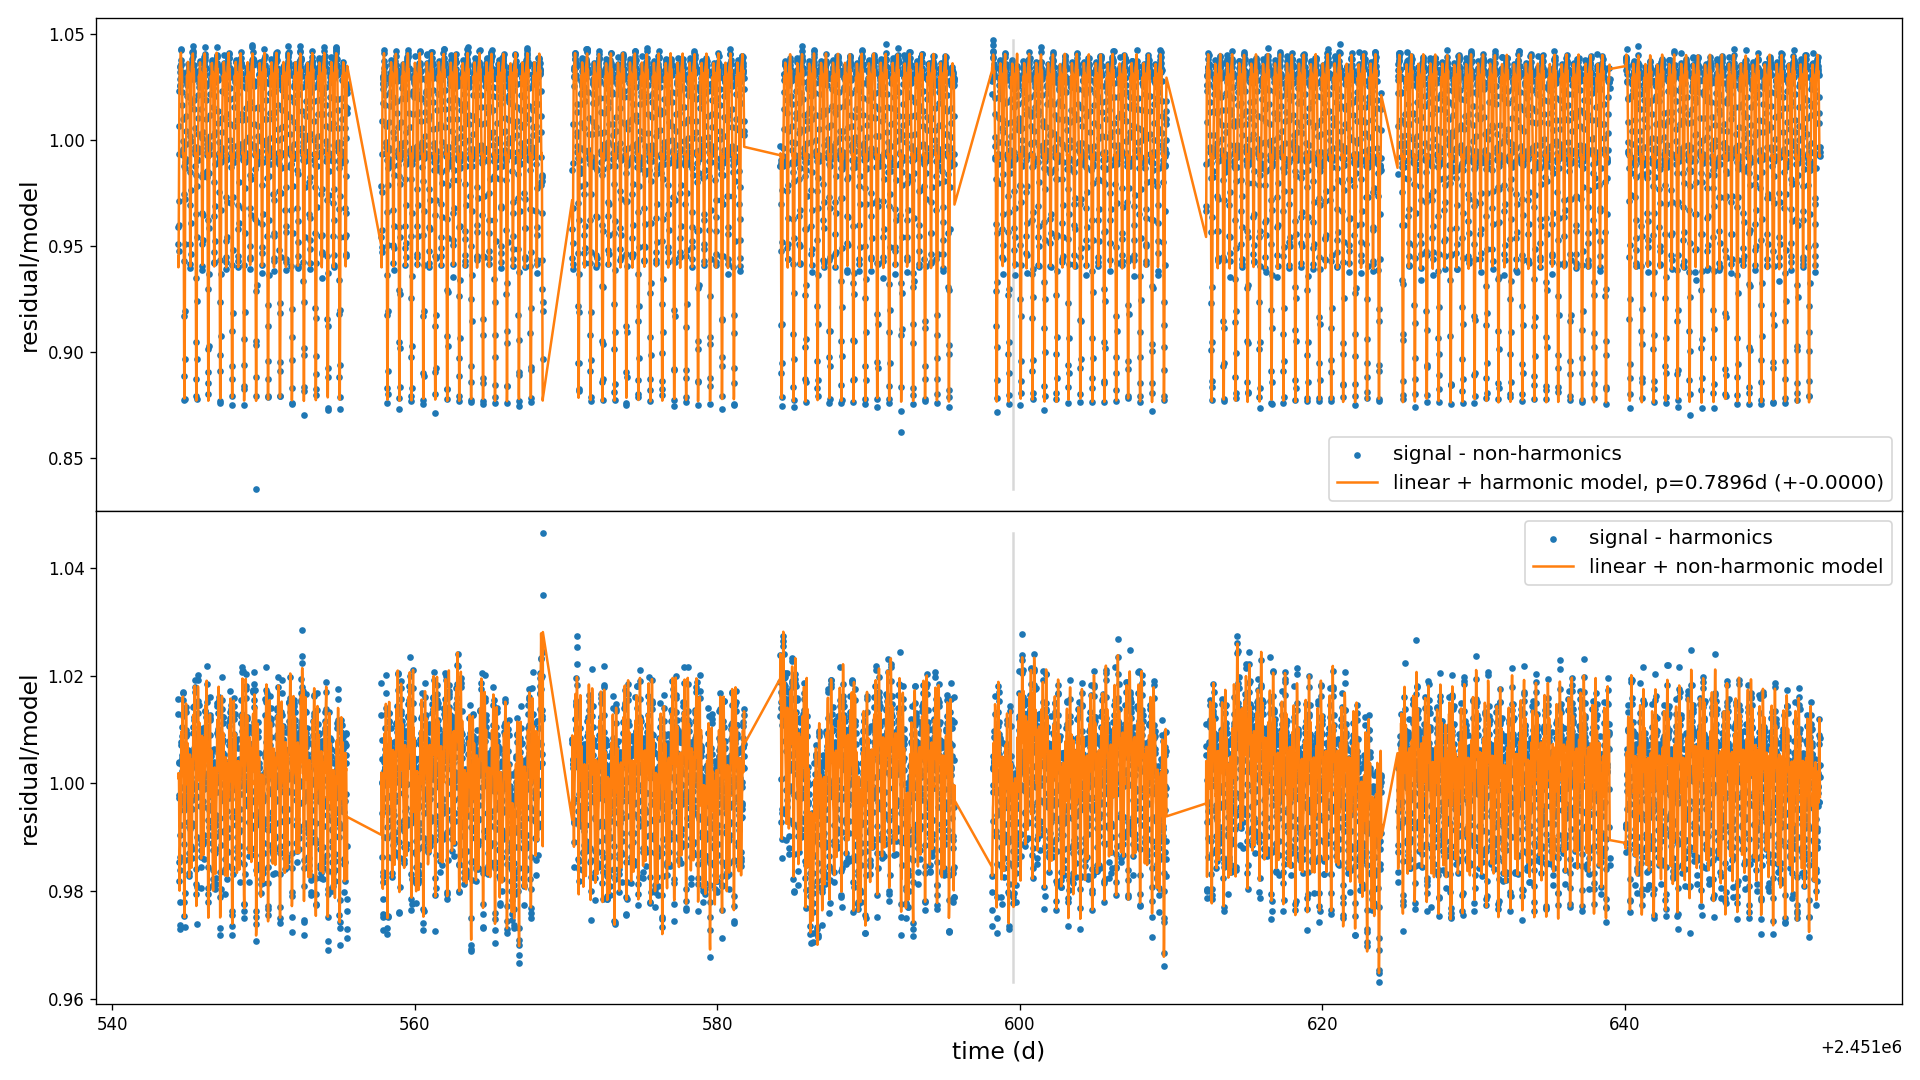 1.05
1.00
0.95
0.90
0.85
residual/model
signal - non-harmonics
linear + harmonic model, p=0.7896d (+-0.0000)
1.04
1.02
1.00
0.98
0.96
residual/model
signal - harmonics
linear + non-harmonic model
540
560
580
600
620
640
time (d)
+2.451e6